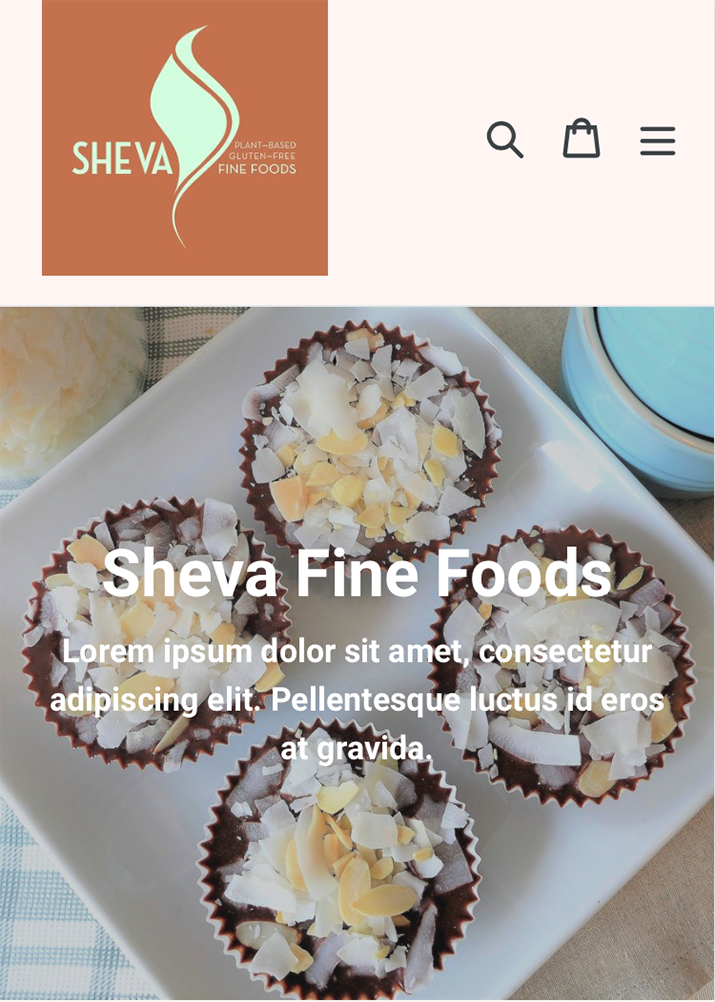 SHEVA
PLANT–BASED
GLUTEN–FREE
FINE FOODS
Sheva Fine Foods
Lorem ipsum dolor sit amet, consectetur
adipiscing elit. Pellentesque luctus id eros
at gravida.